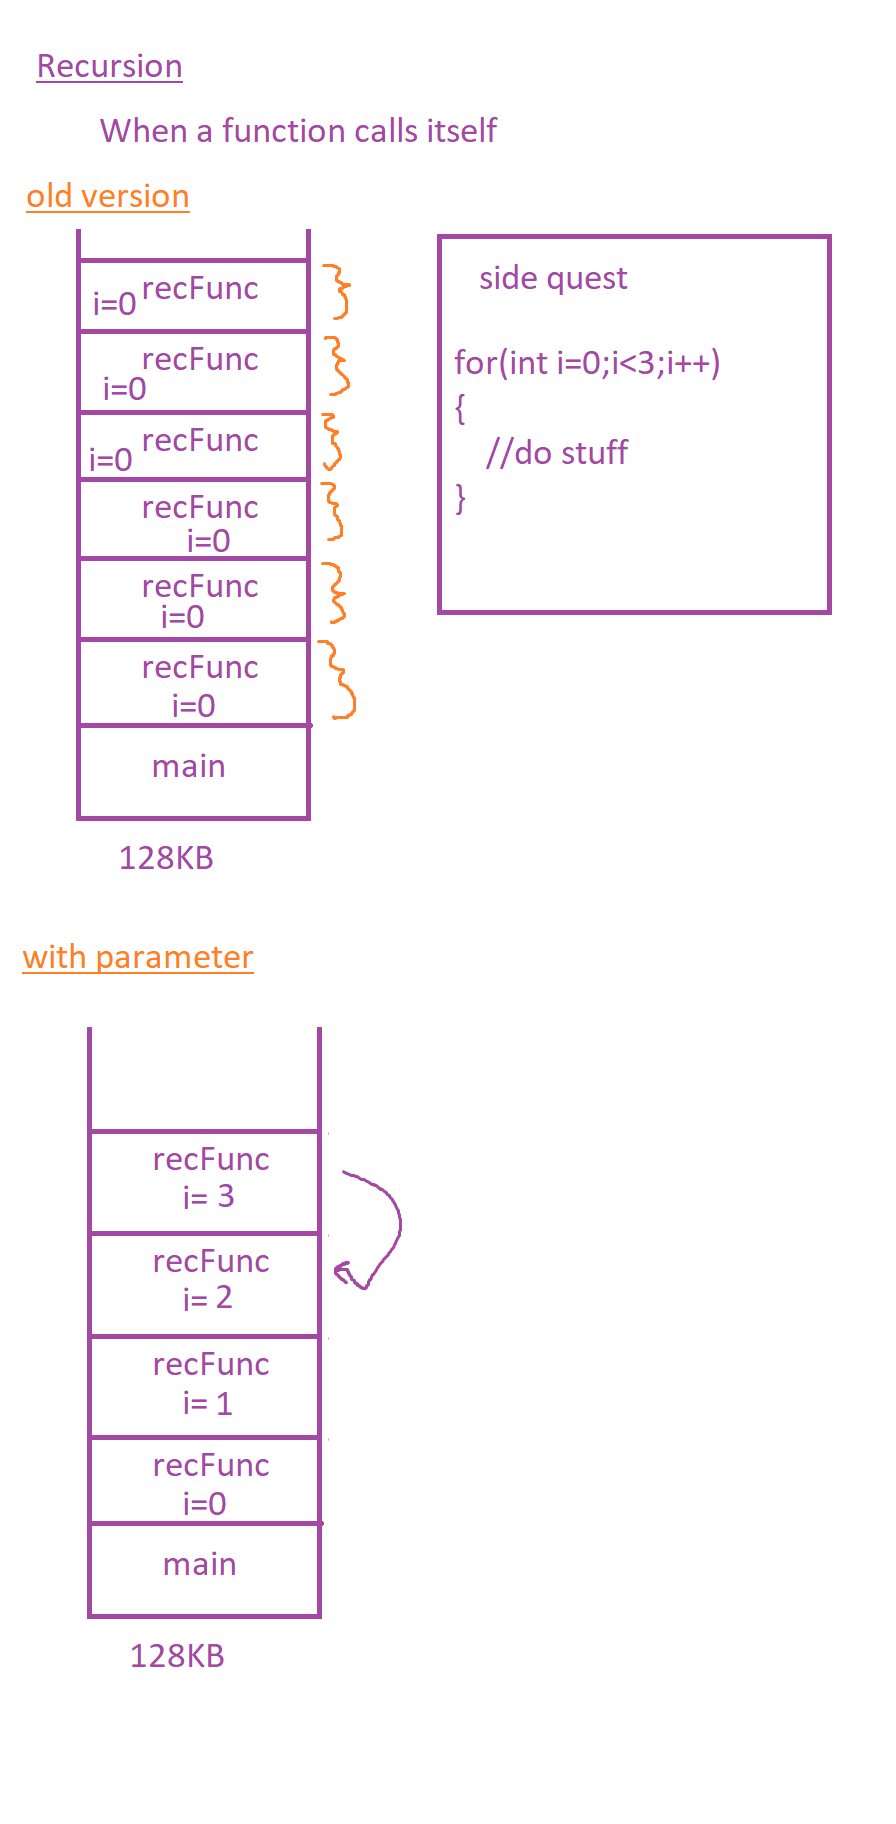 Recursion
When a function calls itself
old version
recFunc
i=0
recFunc
i=0
recFunc
i=0
recFunc
i=0
recFunc
i=0
recFunc
i=0
main
128KB
side quest
for(int i=0;i<3;i++)
{
//do stuff
}
with parameter
recFunc
i= 3
recFunc
i= 2
recFunc
i= 1
recFunc
i=0
main
128KB